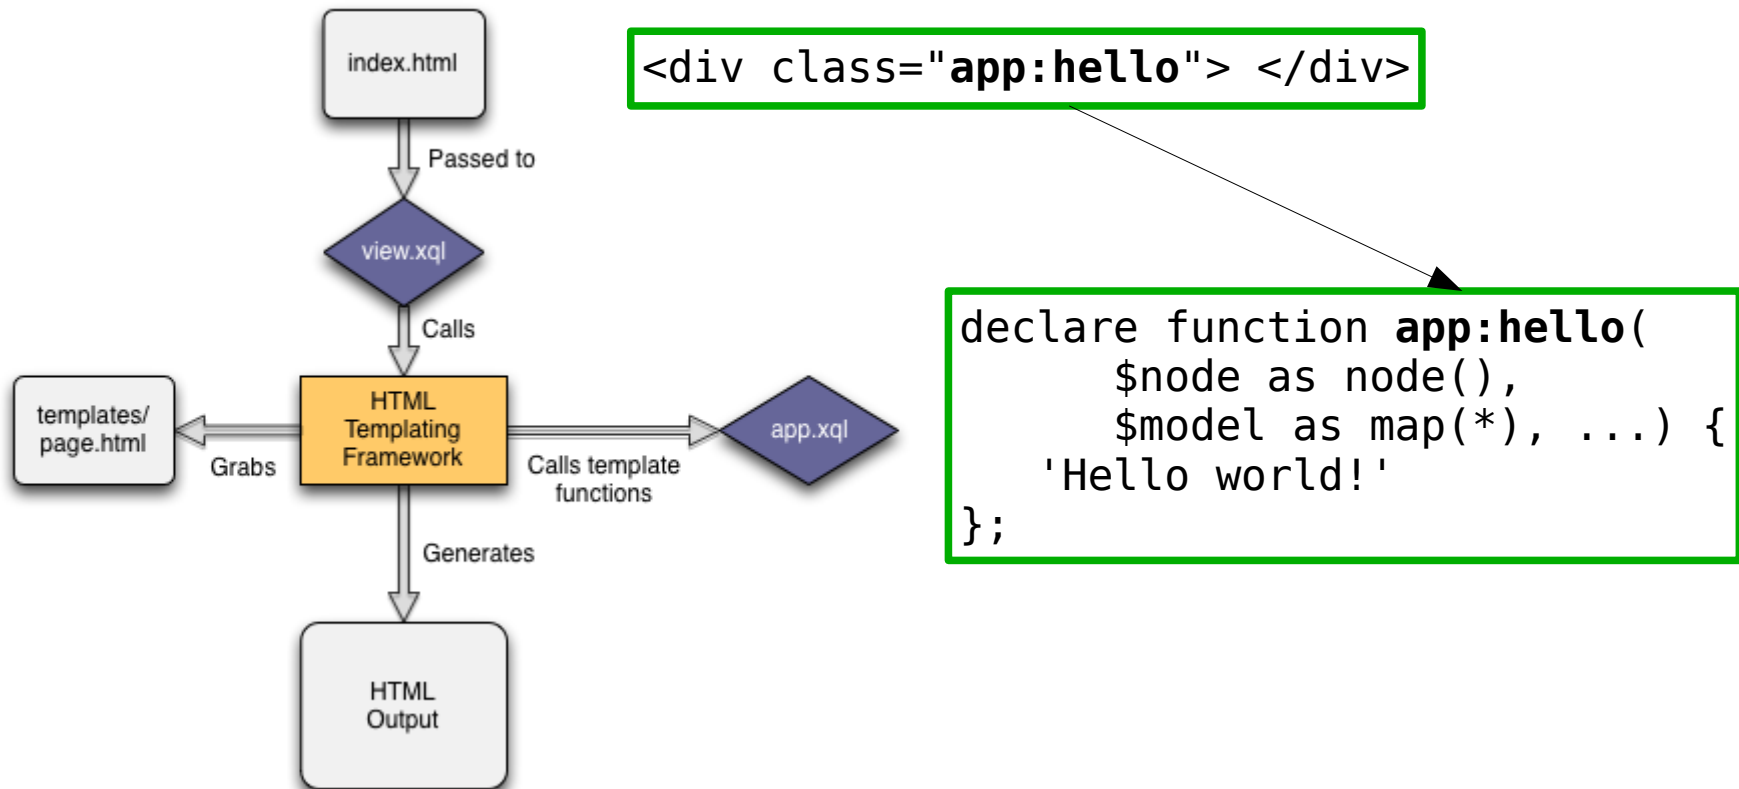 index.html
<div class="app:hello"> </div>
Passed to
view.xql
Calls
declare function app:hello(
$node as node(),
$model as map(*), ...) {
'Hello world!'
};
templates/
page.html
Grabs
HTML
Templating
Framework
Calls template
functions
app.xql
Generates
HTML
Output